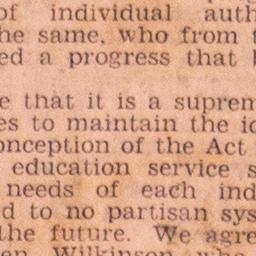 of individual auth
he same, who from t
ed a progress that b
e that it is a suprem
es to maintain the id
onception of the Act
education service s
needs of each ind
d to no partisan sys
the future. We agre
en Wilkinson who